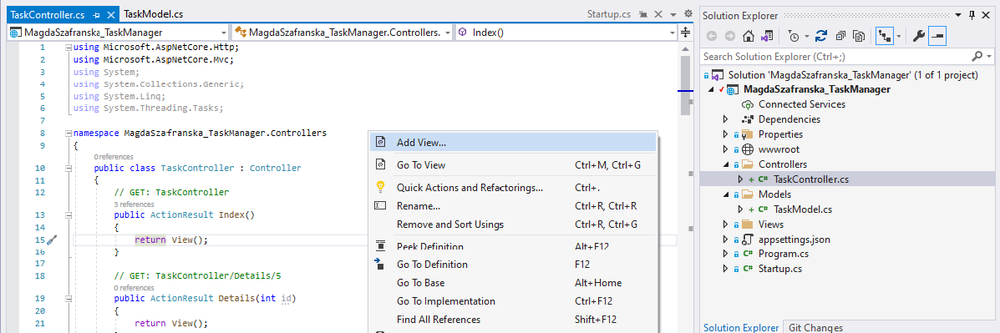 TaskController.cs
TaskModel.cs
Startup.cs
MagdaSzafranska_TaskManager
MagdaSzafranska_TaskManager.Controllers.
Index()
1 using Microsoft.AspNetCore.Http;
2 using Microsoft.AspNetCore.Mvc;
3 using System;
4 using System.Collections.Generic;
5 using System.Linq;
6 using System.Threading.Tasks;
7
8 namespace MagdaSzafranska_TaskManager.Controllers
9 {
0 references
10 public class TaskController : Controller
11 {
12 // GET: TaskController
3 references
13 public ActionResult Index()
14 {
15 return View();
16 }
17
18 // GET: TaskController/Details/5
0 references
19 public ActionResult Details(int id)
20 {
21 return View();
Add View...
Go To View Ctrl+M, Ctrl+G
Quick Actions and Refactorings... Ctrl+.
Rename... Ctrl+R, Ctrl+R
Remove and Sort Usings Ctrl+R, Ctrl+G
Peek Definition Alt+F12
Go To Definition F12
Go To Base Alt+Home
Go To Implementation Ctrl+F12
Find All References Shift+F12
Solution Explorer
Search Solution Explorer (Ctrl+;)
Solution 'MagdaSzafranska_TaskManager' (1 of 1 project)
MagdaSzafranska_TaskManager
Connected Services
Dependencies
Properties
wwwroot
Controllers
C# TaskController.cs
Models
C# TaskModel.cs
Views
appsettings.json
C# Program.cs
C# Startup.cs
Solution Explorer Git Changes